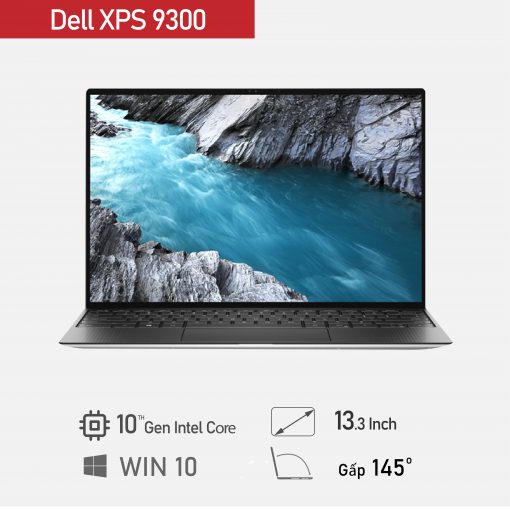 Dell XPS 9300
10TH Gen Intel Core
13.3 Inch
WIN 10
Gấp 145°